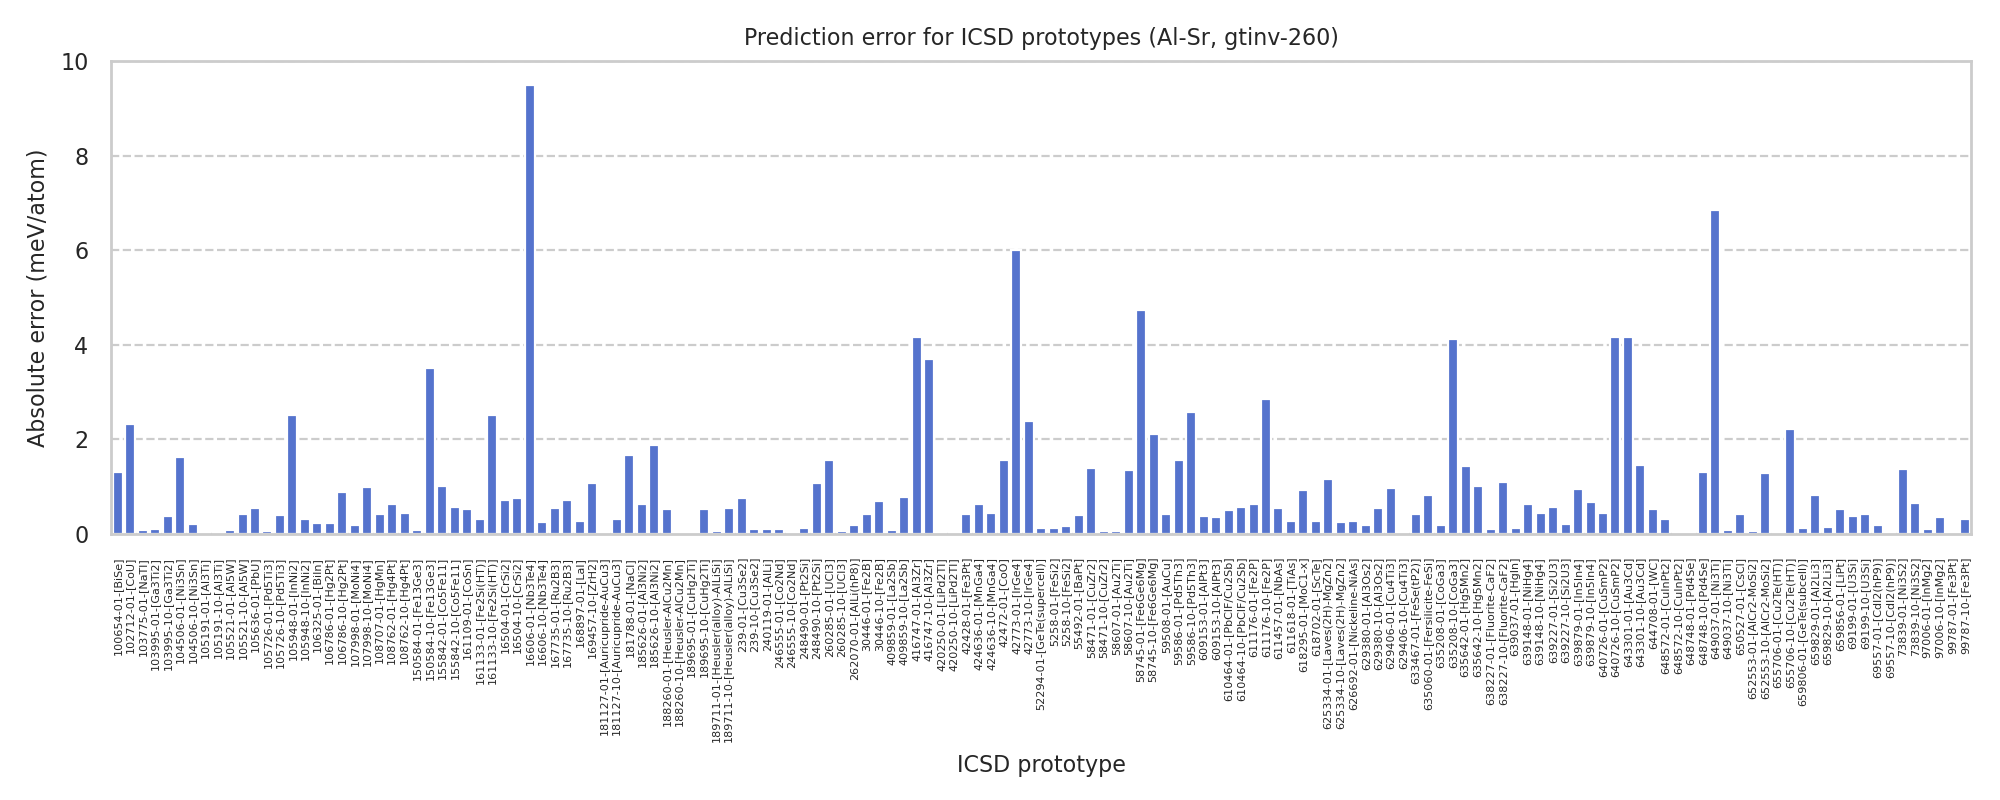 Prediction error for ICSD prototypes (Al-Sr, gtinv-260)
Absolute error (meV/atom)
10
8
6
4
2
0
100654-01-[BiSe]
102712-01-[CoU]
103775-01-[NaTl]
103995-01-[Ga3Ti2]
103995-10-[Ga3Ti2]
104506-01-[Ni3Sn]
104506-10-[Ni3Sn]
105191-01-[Al3Ti]
105191-10-[Al3Ti]
105521-01-[Al5W]
105521-10-[Al5W]
105636-01-[PbU]
105726-01-[Pd5Ti3]
105726-10-[Pd5Ti3]
105948-01-[InNi2]
105948-10-[InNi2]
106325-01-[BiIn]
106786-01-[Hg2Pt]
106786-10-[Hg2Pt]
107998-01-[MoNi4]
107998-10-[MoNi4]
108707-01-[HgMn]
108762-01-[Hg4Pt]
108762-10-[Hg4Pt]
150584-01-[Fe13Ge3]
150584-10-[Fe13Ge3]
155842-01-[Co5Fe11]
155842-10-[Co5Fe11]
161109-01-[CoSn]
161133-01-[Fe2Si(HT)]
161133-10-[Fe2Si(HT)]
16504-01-[CrSi2]
16504-10-[CrSi2]
16606-01-[Nb3Te4]
16606-10-[Nb3Te4]
167735-01-[Ru2B3]
167735-10-[Ru2B3]
168897-01-[LaI]
169457-10-[ZrH2]
181127-01-[Auricupride-AuCu3]
181127-10-[Auricupride-AuCu3]
181788-01-[NaCl]
185626-01-[Al3Ni2]
185626-10-[Al3Ni2]
188260-01-[Heusler-AlCu2Mn]
188260-10-[Heusler-AlCu2Mn]
189695-01-[CuHg2Ti]
189695-10-[CuHg2Ti]
189711-01-[Heusler(alloy)-AlLiSi]
189711-10-[Heusler(alloy)-AlLiSi]
239-01-[Cu3Se2]
239-10-[Cu3Se2]
240119-01-[AlLi]
246555-01-[Co2Nd]
246555-10-[Co2Nd]
248490-01-[Pt2Si]
248490-10-[Pt2Si]
260285-01-[UCl3]
260285-10-[UCl3]
262070-01-[AlLi(hP8)]
30446-01-[Fe2B]
30446-10-[Fe2B]
409859-01-[La2Sb]
409859-10-[La2Sb]
416747-01-[Al3Zr]
416747-10-[Al3Zr]
420250-01-[LiPd2Tl]
420250-10-[LiPd2Tl]
42428-01-[Fe3Pt]
424636-01-[MnGa4]
424636-10-[MnGa4]
42472-01-[CoO]
42773-01-[IrGe4]
42773-10-[IrGe4]
52294-01-[GeTe(supercell)]
5258-01-[FeSi2]
5258-10-[FeSi2]
55492-01-[BaPt]
58471-01-[CuZr2]
58471-10-[CuZr2]
58607-01-[Au2Ti]
58607-10-[Au2Ti]
58745-01-[Fe6Ge6Mg]
58745-10-[Fe6Ge6Mg]
59508-01-[AuCu]
59586-01-[Pd5Th3]
59586-10-[Pd5Th3]
609153-01-[AlPt3]
609153-10-[AlPt3]
610464-01-[PbClF/Cu2Sb]
610464-10-[PbClF/Cu2Sb]
611176-01-[Fe2P]
611176-10-[Fe2P]
611457-01-[NbAs]
611618-01-[TiAs]
618295-01-[MoC1-x]
618702-01-[ScTe]
625334-01-[Laves(2H)-MgZn2]
625334-10-[Laves(2H)-MgZn2]
626692-01-[Nickeline-NiAs]
629380-01-[Al3Os2]
629380-10-[Al3Os2]
629406-01-[Cu4Ti3]
629406-10-[Cu4Ti3]
633467-01-[FeSe(tP2)]
635060-01-[Fersilicite-FeSi]
635208-01-[CoGa3]
635208-10-[CoGa3]
635642-01-[Hg5Mn2]
635642-10-[Hg5Mn2]
638227-01-[Fluorite-CaF2]
638227-10-[Fluorite-CaF2]
639037-01-[HgIn]
639148-01-[NiHg4]
639148-10-[NiHg4]
639227-01-[Si2U3]
639227-10-[Si2U3]
639879-01-[In5In4]
639879-10-[In5In4]
640726-01-[CuSmP2]
640726-10-[CuSmP2]
643301-01-[Au3Cd]
643301-10-[Au3Cd]
644708-01-[WC]
648572-01-[CuInPt2]
648572-10-[CuInPt2]
648748-01-[Pd4Se]
648748-10-[Pd4Se]
649037-01-[Ni3Ti]
649037-10-[Ni3Ti]
650527-01-[CsCl]
652553-01-[AlCr2-MoSi2]
652553-10-[AlCr2-MoSi2]
655706-01-[Cu2Te(HT)]
655706-10-[Cu2Te(HT)]
659806-01-[GeTe(subcell)]
659829-01-[Al2Li3]
659829-10-[Al2Li3]
659856-01-[LiPt]
69199-01-[U3Si]
69199-10-[U3Si]
69557-01-[CdI2(hP9)]
69557-10-[CdI2(hP9)]
73839-01-[Ni3S2]
73839-10-[Ni3S2]
97006-01-[InMg2]
97006-10-[InMg2]
99787-01-[Fe3Pt]
99787-10-[Fe3Pt]
ICSD prototype